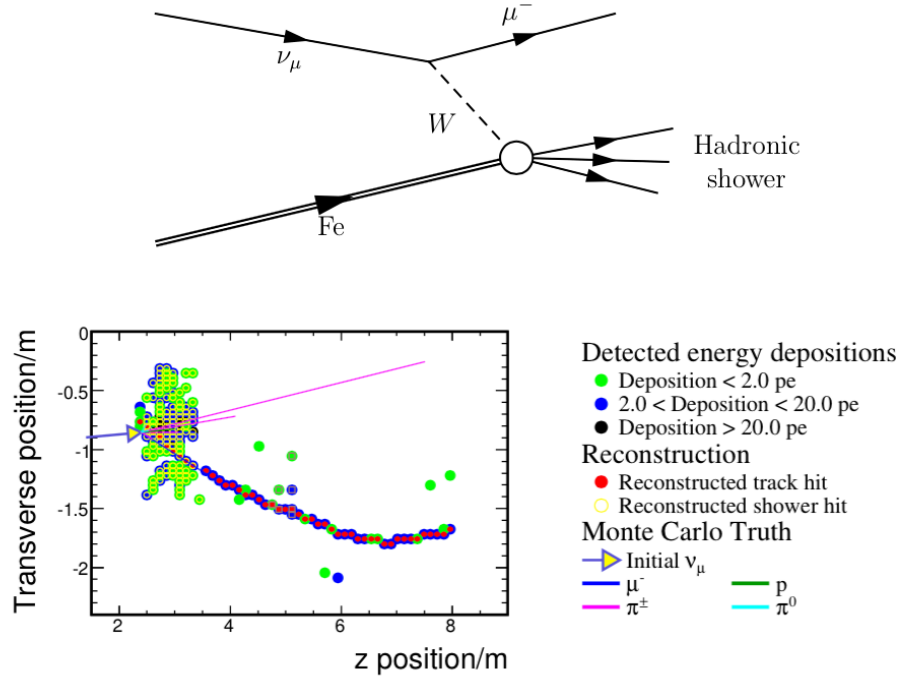 μ⁻
ν_μ
W
Hadronic
shower
Fe
Transverse position/m
0
-0.5
-1
-1.5
-2
2 4 6 8
z position/m
Detected energy depositions
Deposition < 2.0 pe
2.0 < Deposition < 20.0 pe
Deposition > 20.0 pe
Reconstruction
Reconstructed track hit
Reconstructed shower hit
Monte Carlo Truth
Initial ν_μ
μ⁻ p
π^± π⁰